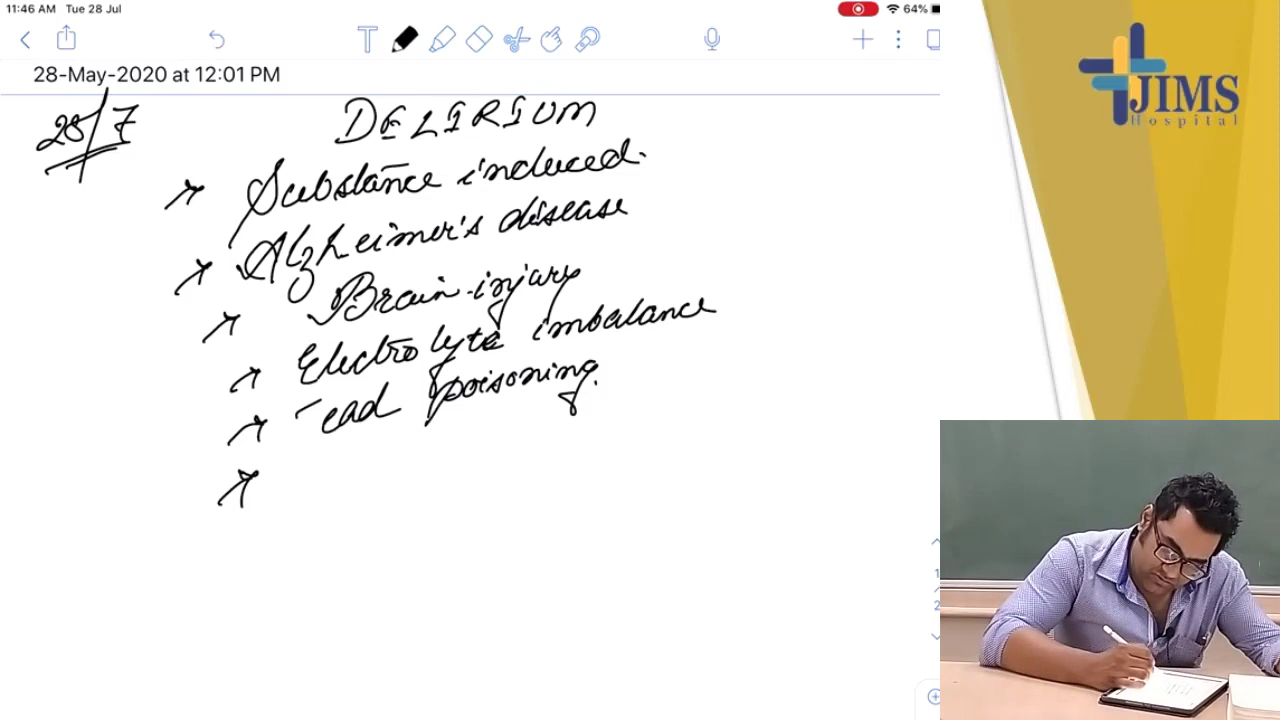 11:46 AM Tue 28 Jul
64%
28-May-2020 at 12:01 PM
28/7
DELIRIUM
Substance induced.
Alzheimer's disease
Brain injury
Electrolyte imbalance
ead poisoning.
JIMS
Hospital